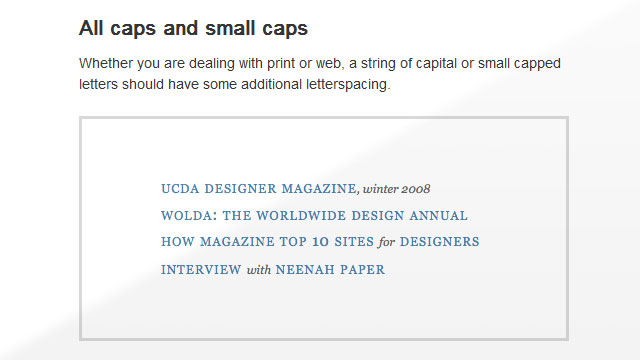 All caps and small caps
Whether you are dealing with print or web, a string of capital or small capped
letters should have some additional letterspacing.
UCDA DESIGNER MAGAZINE, winter 2008
WOLDA: THE WORLDWIDE DESIGN ANNUAL
HOW MAGAZINE TOP 10 SITES for DESIGNERS
INTERVIEW with NEENAH PAPER